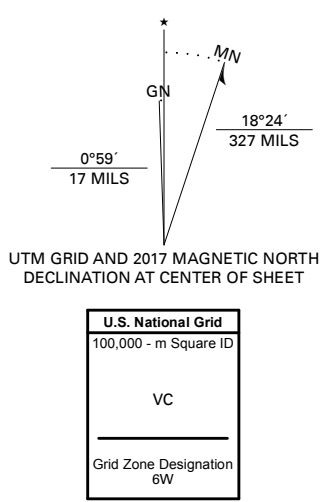 ★
MN
GN
18°24´
327 MILS
0°59´
17 MILS
UTM GRID AND 2017 MAGNETIC NORTH
DECLINATION AT CENTER OF SHEET
U.S. National Grid
100,000 - m Square ID
VC
Grid Zone Designation
6W